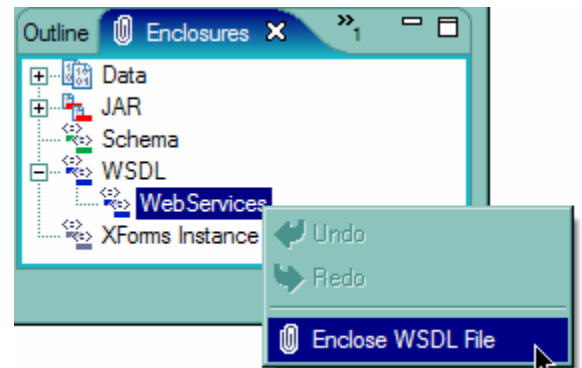 Outline Enclosures »1
Data
JAR
Schema
WSDL
WebServices
XForms Instance
Undo
Redo
Enclose WSDL File